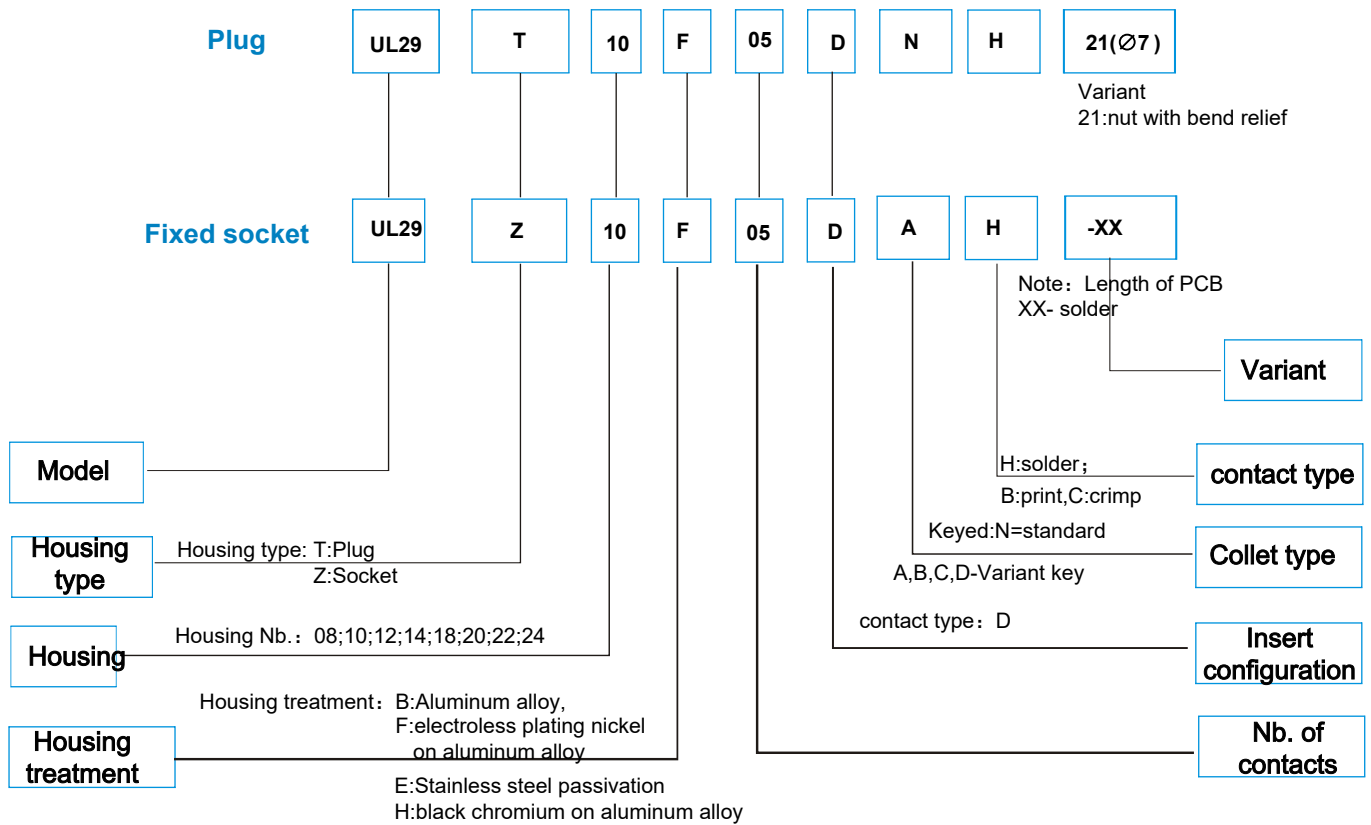 Plug UL29 T 10 F 05 D N H 21(∅7)
Variant
21:nut with bend relief
Fixed socket UL29 Z 10 F 05 D A H -XX
Note：Length of PCB
XX- solder
Variant
Model
H:solder；
B:print,C:crimp
contact type
Housing
type
Housing type: T:Plug
Z:Socket
Keyed:N=standard
A,B,C,D-Variant key
Collet type
Housing
Housing Nb.：08;10;12;14;18;20;22;24
contact type：D
Insert
configuration
Housing
treatment
Housing treatment：B:Aluminum alloy,
F:electroless plating nickel
on aluminum alloy
E:Stainless steel passivation
H:black chromium on aluminum alloy
Nb. of
contacts